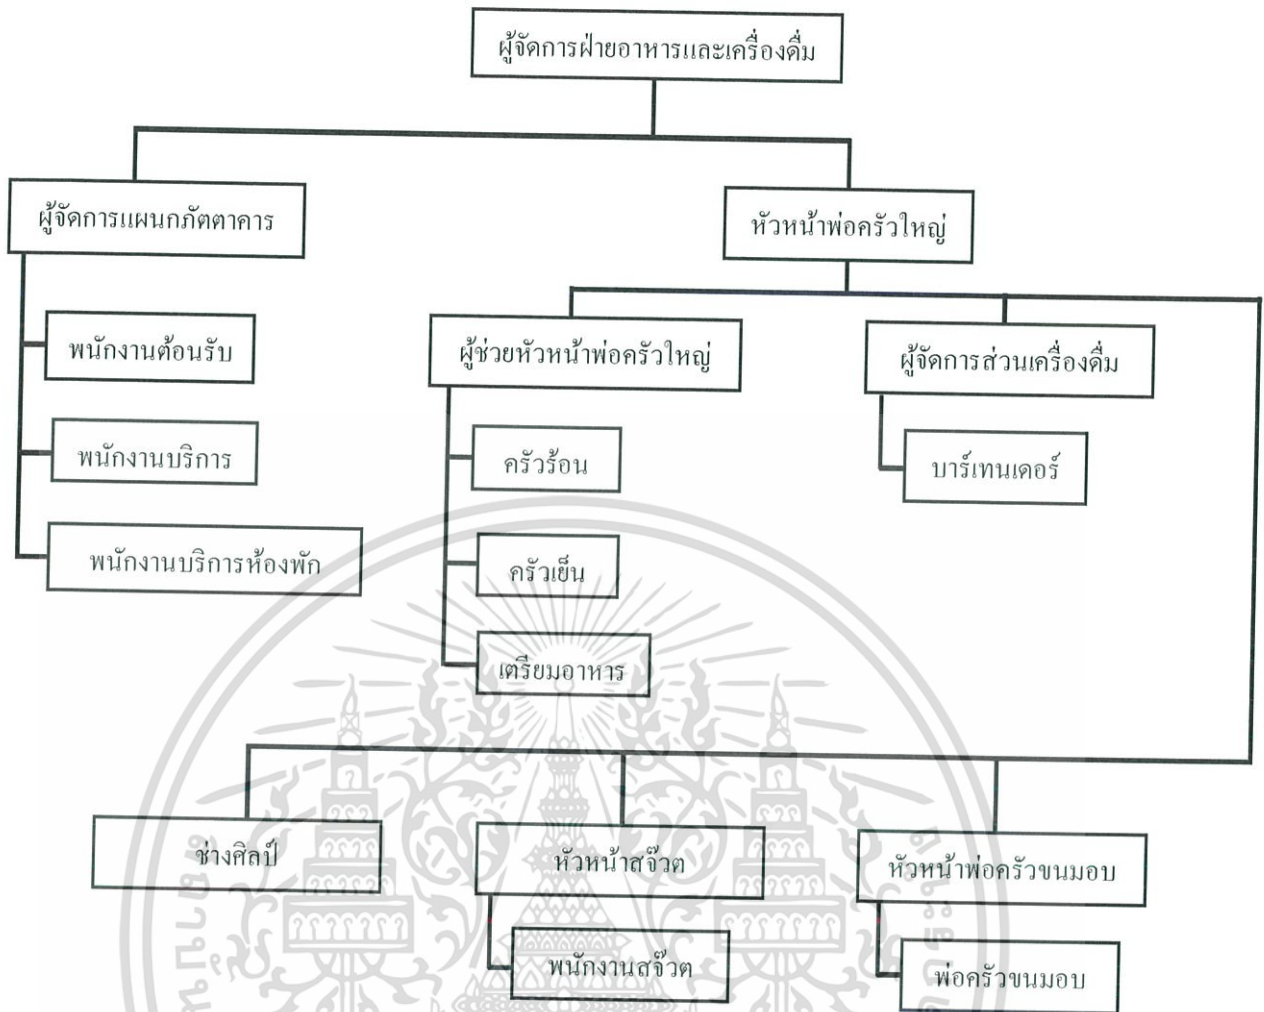 ผู้จัดการฝ่ายอาหารและเครื่องดื่ม
ผู้จัดการแผนกภัตตาคาร
หัวหน้าพ่อครัวใหญ่
พนักงานต้อนรับ
พนักงานบริการ
พนักงานบริการห้องพัก
ผู้ช่วยหัวหน้าพ่อครัวใหญ่
ครัวร้อน
ครัวเย็น
เตรียมอาหาร
ผู้จัดการส่วนเครื่องดื่ม
บาร์เทนเดอร์
ช่างศิลป์
หัวหน้าสจ๊วต
พนักงานสจ๊วต
หัวหน้าพ่อครัวขนมอบ
พ่อครัวขนมอบ